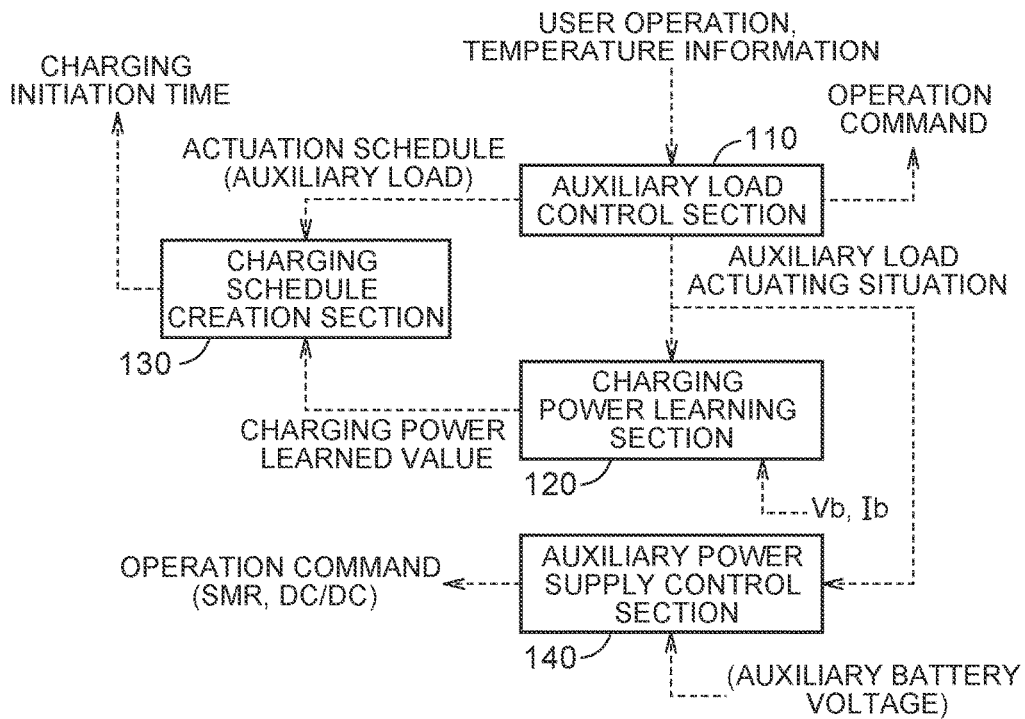 USER OPERATION,
TEMPERATURE INFORMATION
CHARGING
INITIATION TIME
OPERATION
COMMAND
ACTUATION SCHEDULE
(AUXILIARY LOAD)
110
AUXILIARY LOAD
CONTROL SECTION
CHARGING
SCHEDULE
CREATION SECTION
130
AUXILIARY LOAD
ACTUATING SITUATION
CHARGING
POWER LEARNING
SECTION
120
CHARGING POWER
LEARNED VALUE
Vb, Ib
OPERATION COMMAND
(SMR, DC/DC)
AUXILIARY POWER
SUPPLY CONTROL
SECTION
140
(AUXILIARY BATTERY
VOLTAGE)